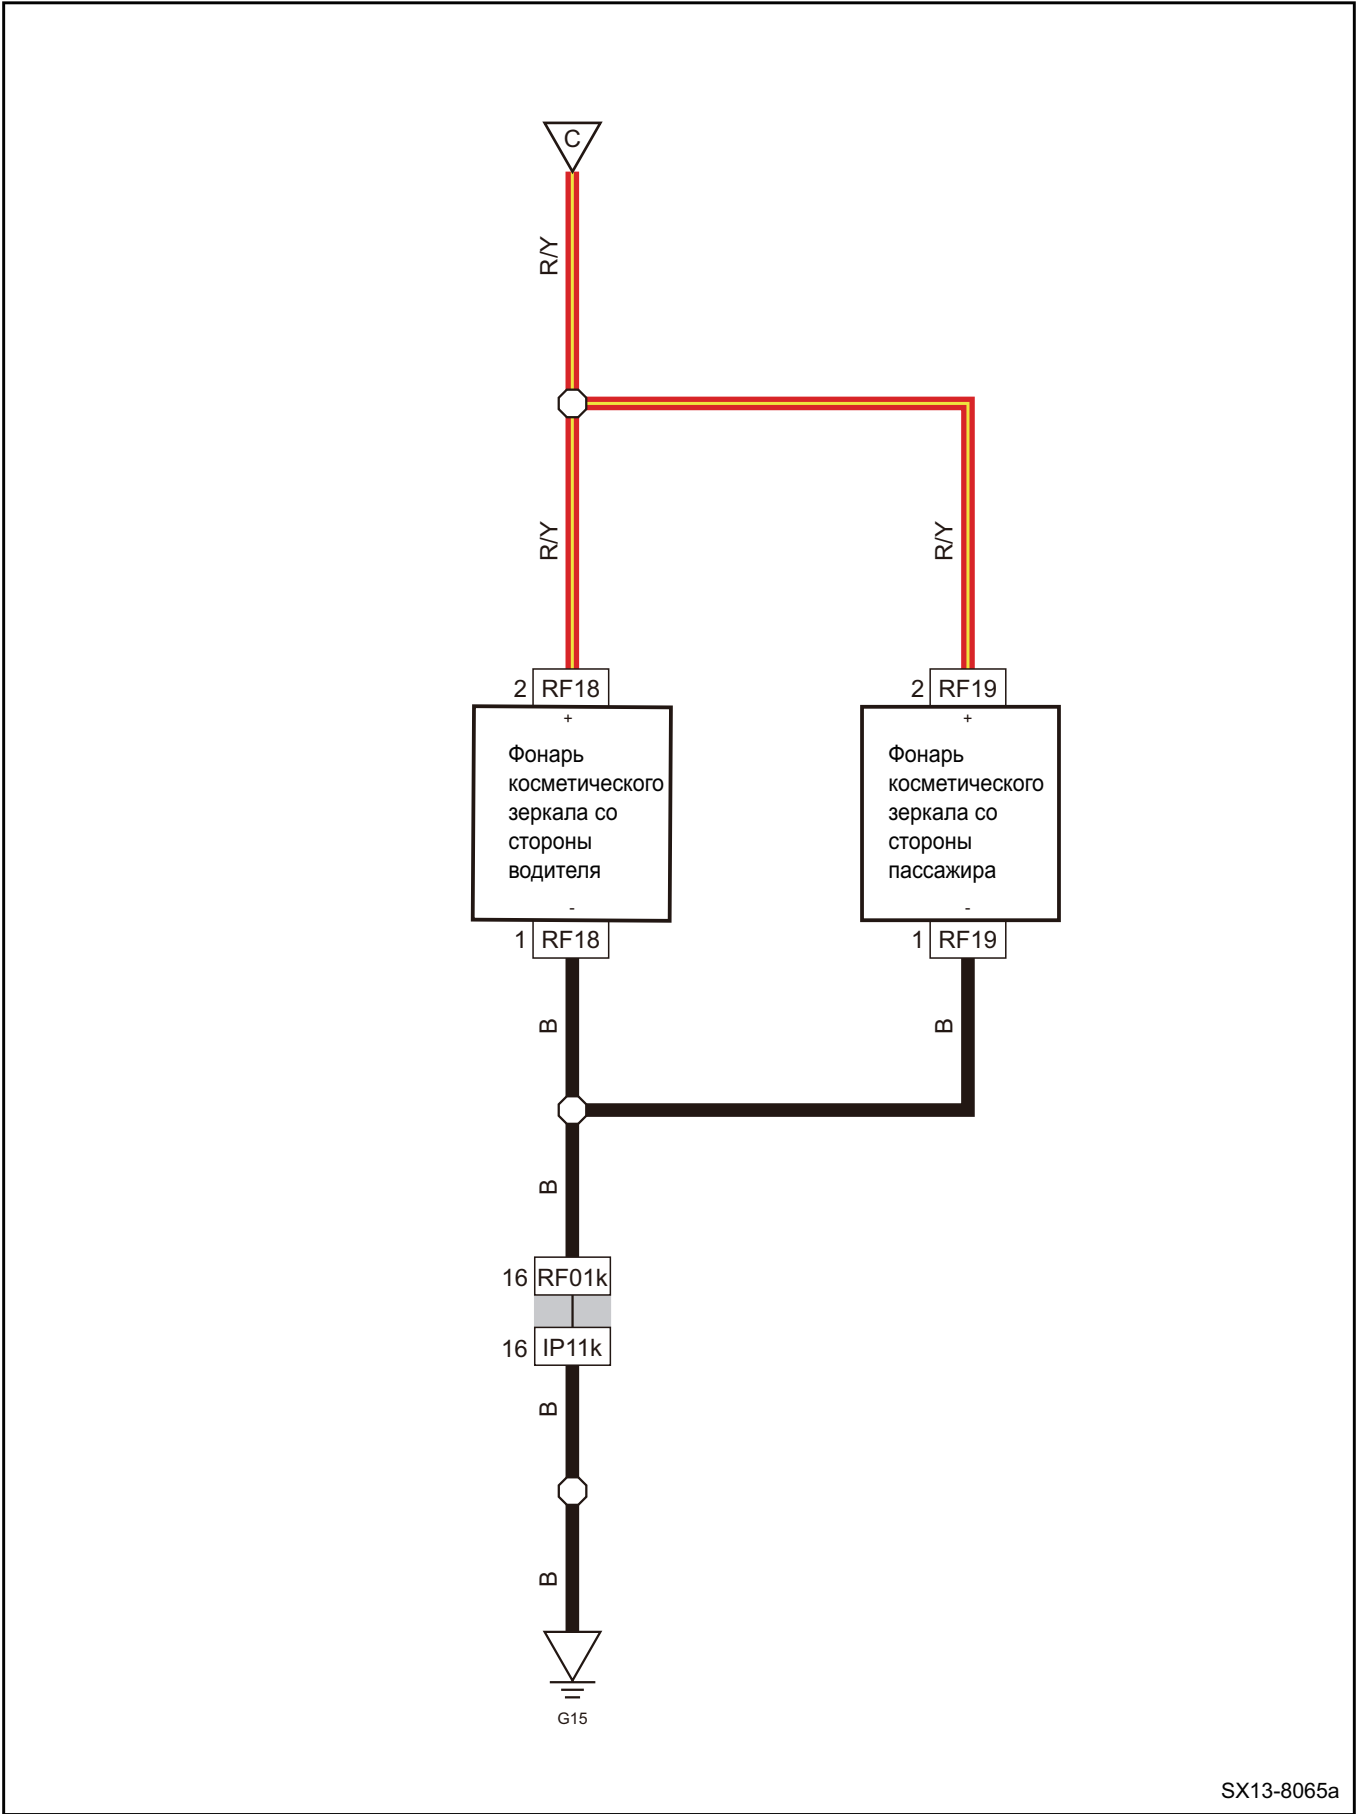 C
R/Y
R/Y
R/Y
2 RF18
2 RF19
+
+
Фонарь
косметического
зеркала со
стороны
водителя
-
Фонарь
косметического
зеркала со
стороны
пассажира
-
1 RF18
1 RF19
B
B
B
16 RF01k
16 IP11k
B
B
G15
SX13-8065a